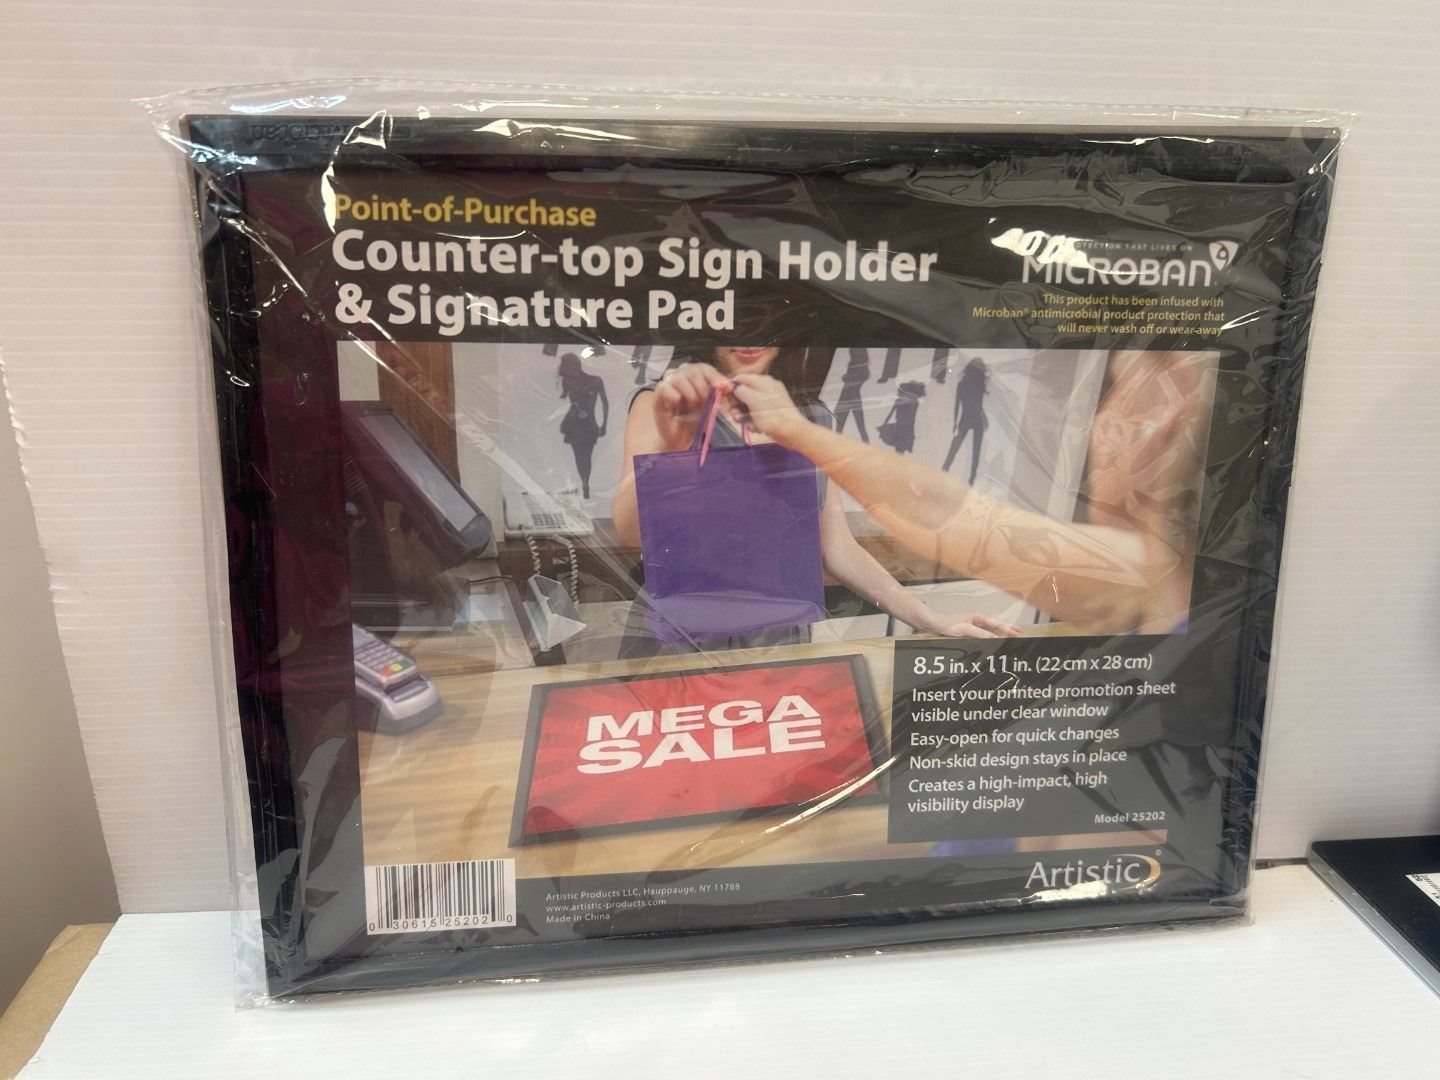 Point-of-Purchase
Counter-top Sign Holder
& Signature Pad
PROTECTION THAT LIVES ON
MICROBAN
This product has been infused with
Microban® antimicrobial product protection that
will never wash off or wear away
MEGA
SALE
8.5 in. x 11 in. (22 cm x 28 cm)
Insert your printed promotion sheet
visible under clear window
Easy-open for quick changes
Non-skid design stays in place
Creates a high-impact, high
visibility display
Model 25202
Artistic®
0 30615 25202 0
Artistic Products LLC, Hauppauge, NY 11788
www.artistic-products.com
Made in China